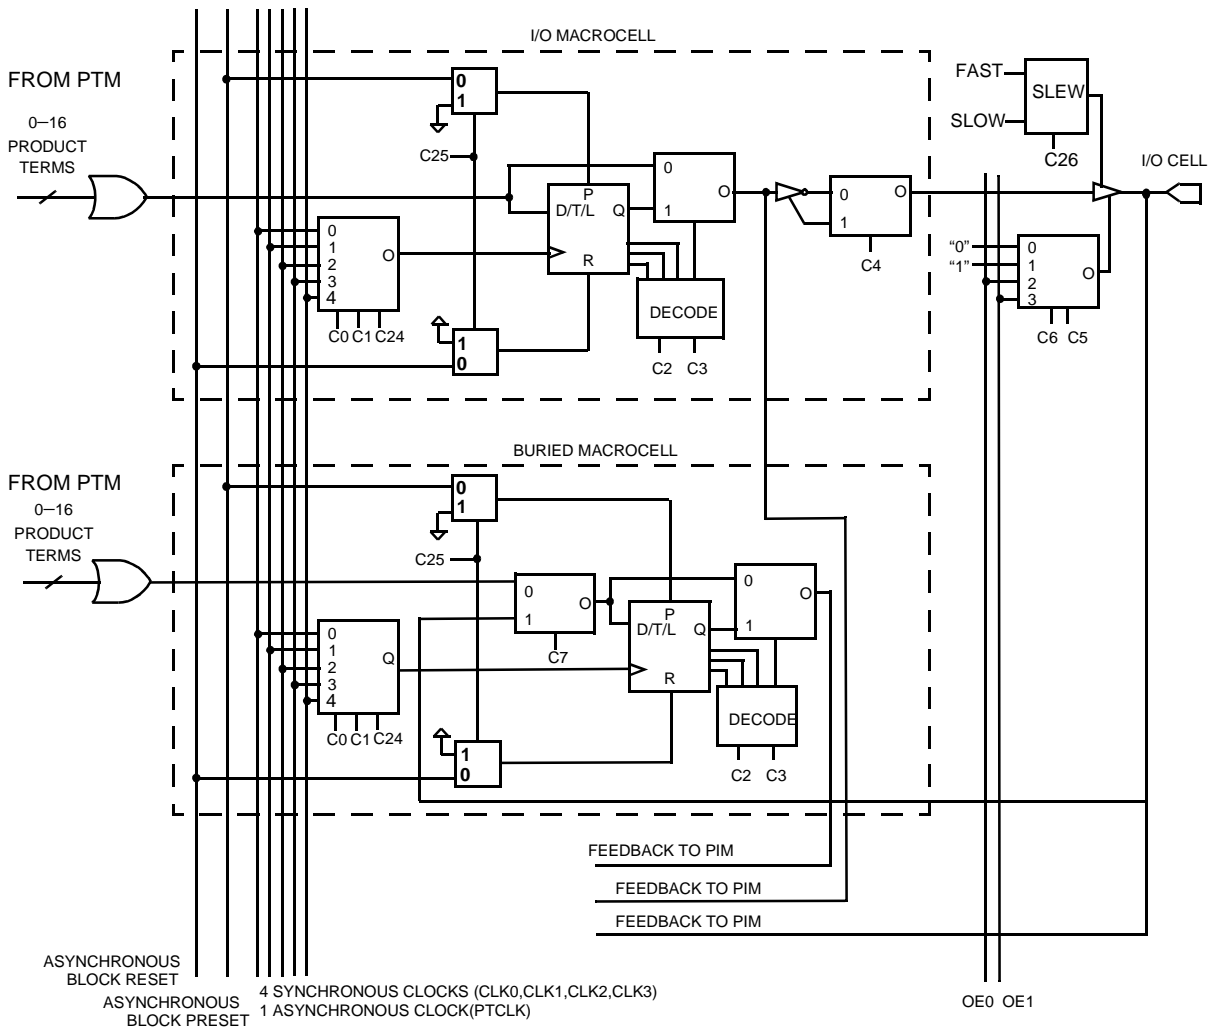 I/O MACROCELL
FROM PTM
0−16
PRODUCT
TERMS
0
1
C25
0
1
2
3
4
O
C0 C1 C24
1
0
P
D/T/L Q
R
0
1
O
DECODE
C2 C3
0
1
O
C4
FAST
SLOW
SLEW
C26
I/O CELL
“0”
“1”
0
1
2
3
O
C6 C5
BURIED MACROCELL
FROM PTM
0−16
PRODUCT
TERMS
0
1
C25
0
1
O
C7
0
1
2
3
4
Q
C0 C1 C24
1
0
P
D/T/L Q
R
0
1
O
DECODE
C2 C3
FEEDBACK TO PIM
FEEDBACK TO PIM
FEEDBACK TO PIM
ASYNCHRONOUS
BLOCK RESET
ASYNCHRONOUS
BLOCK PRESET
4 SYNCHRONOUS CLOCKS (CLK0,CLK1,CLK2,CLK3)
1 ASYNCHRONOUS CLOCK(PTCLK)
OE0 OE1